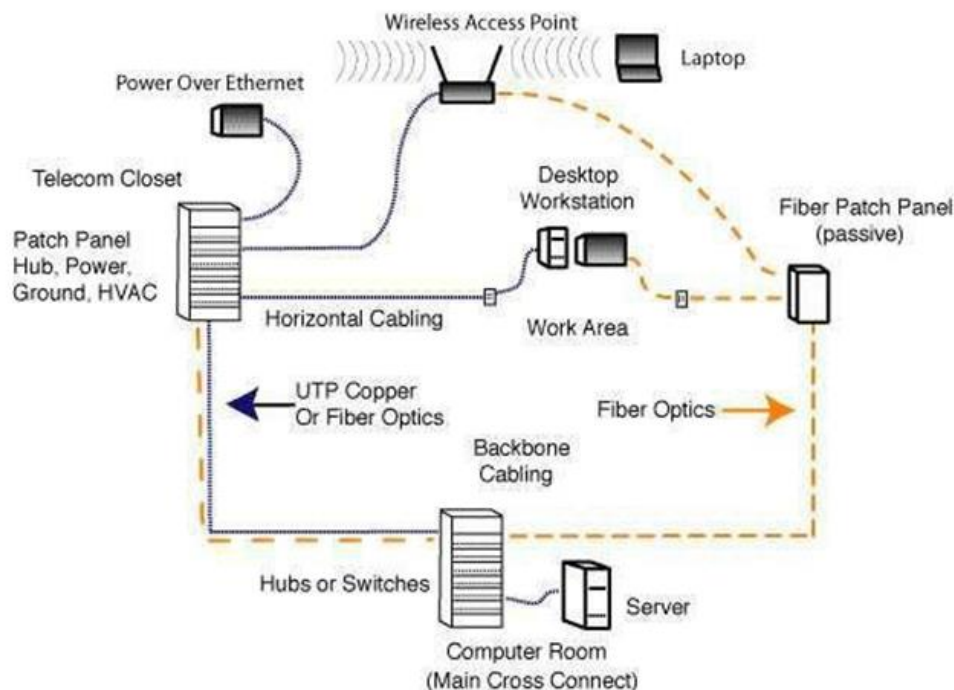 Wireless Access Point
Laptop
Power Over Ethernet
Telecom Closet
Desktop
Workstation
Fiber Patch Panel
(passive)
Patch Panel
Hub, Power,
Ground, HVAC
Horizontal Cabling
Work Area
UTP Copper
Or Fiber Optics
Fiber Optics
Backbone
Cabling
Hubs or Switches
Server
Computer Room
(Main Cross Connect)